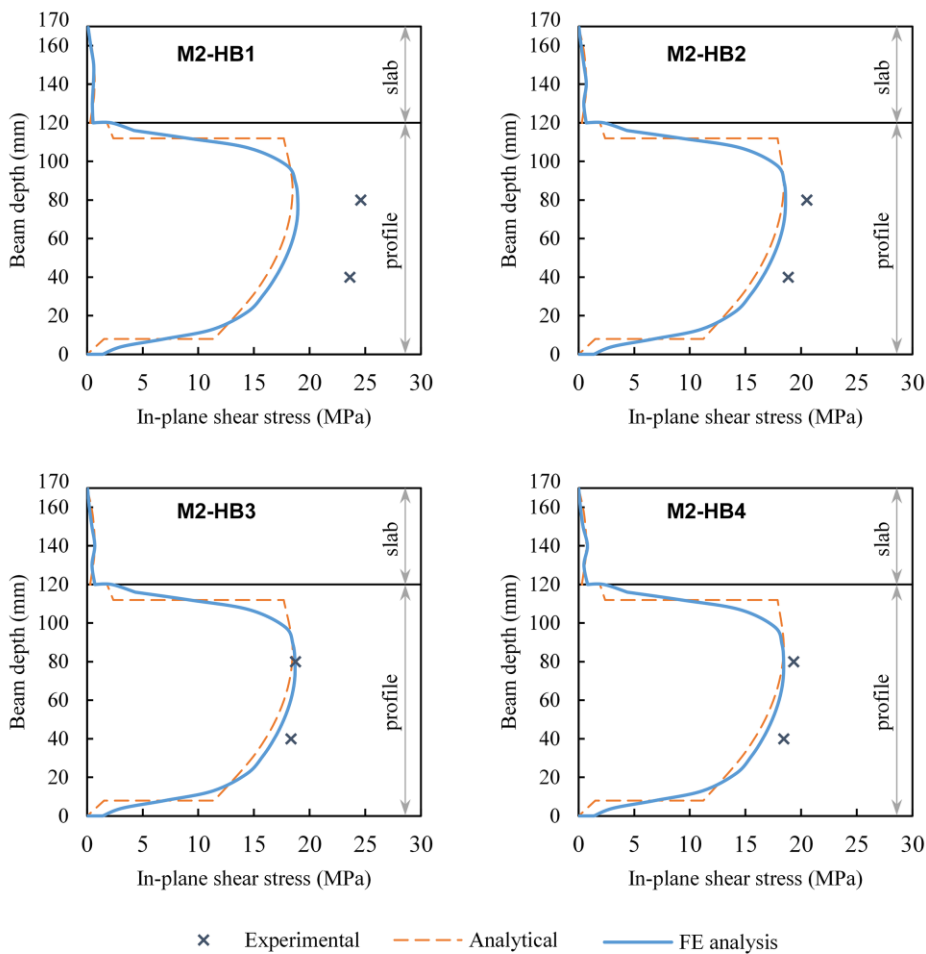 170
160
140
120
100
80
60
40
20
0
Beam depth (mm)
M2-HB1
slab
profile
0 5 10 15 20 25 30
In-plane shear stress (MPa)
170
160
140
120
100
80
60
40
20
0
Beam depth (mm)
M2-HB2
slab
profile
0 5 10 15 20 25 30
In-plane shear stress (MPa)
170
160
140
120
100
80
60
40
20
0
Beam depth (mm)
M2-HB3
slab
profile
0 5 10 15 20 25 30
In-plane shear stress (MPa)
170
160
140
120
100
80
60
40
20
0
Beam depth (mm)
M2-HB4
slab
profile
0 5 10 15 20 25 30
In-plane shear stress (MPa)
Experimental Analytical FE analysis